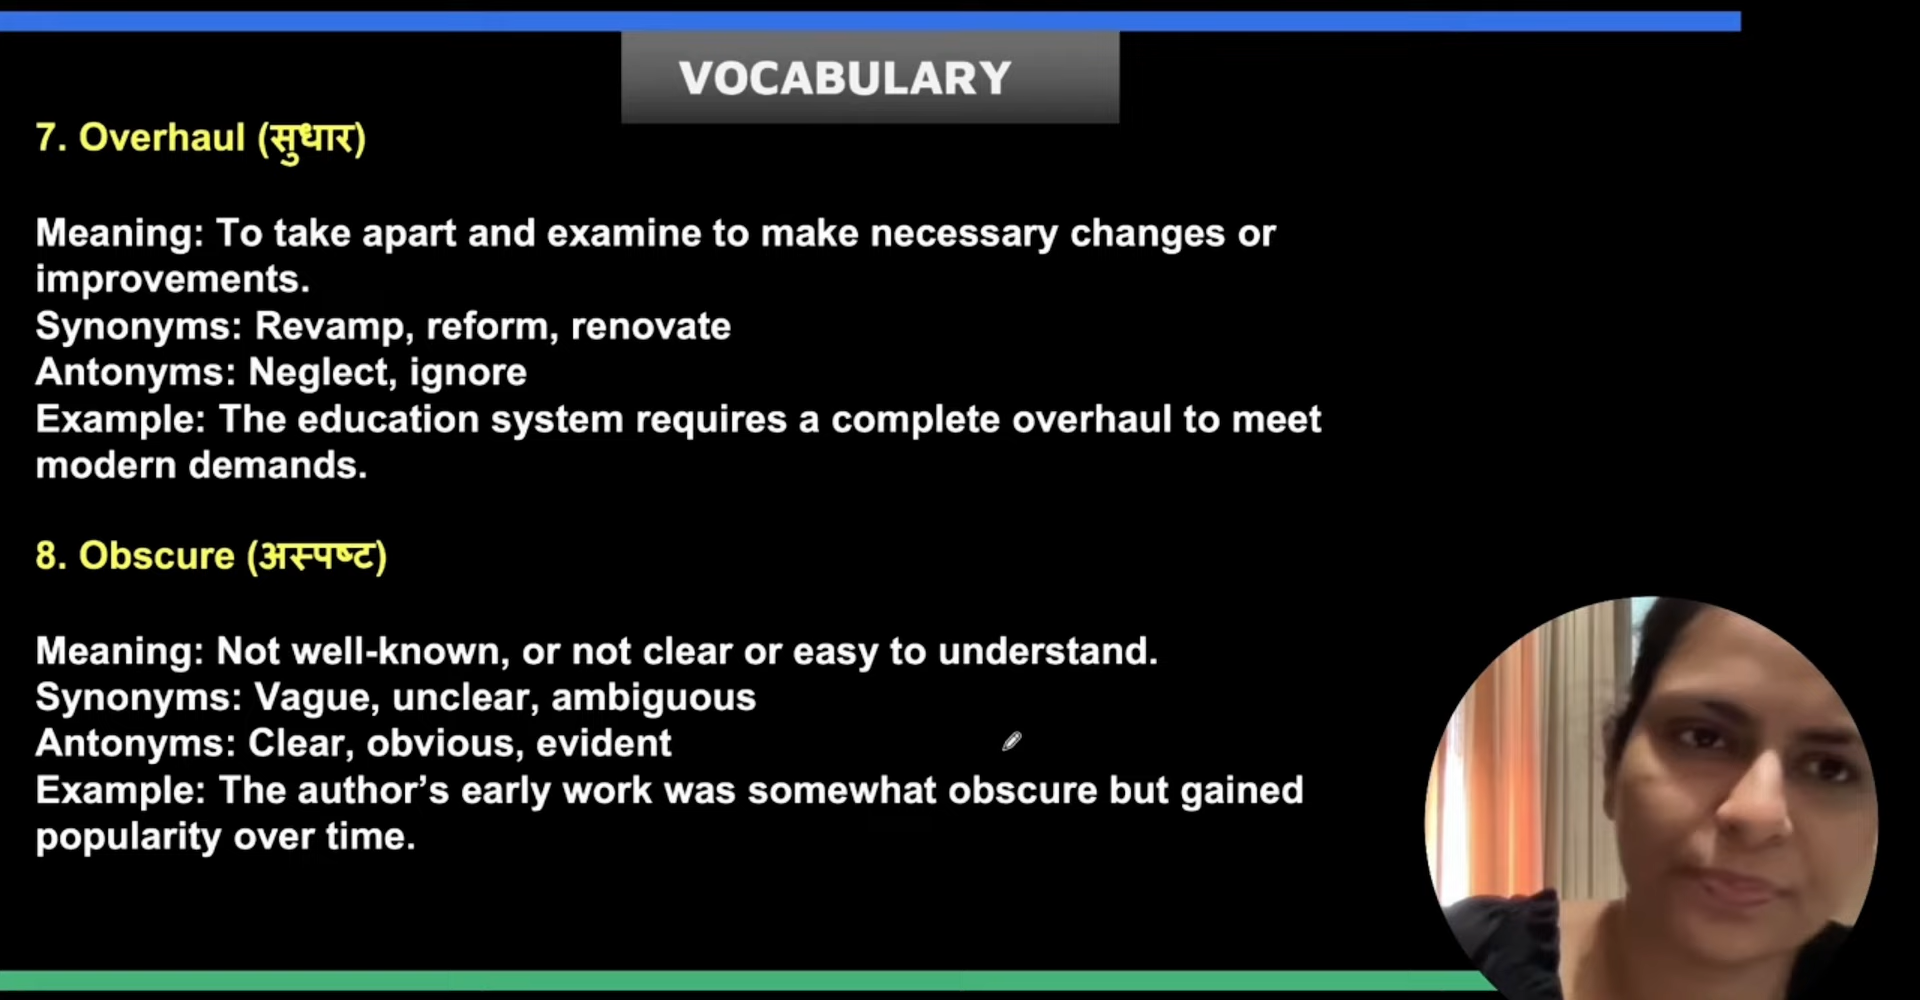 VOCABULARY
7. Overhaul (सुधार)
Meaning: To take apart and examine to make necessary changes or
improvements.
Synonyms: Revamp, reform, renovate
Antonyms: Neglect, ignore
Example: The education system requires a complete overhaul to meet
modern demands.
8. Obscure (अस्पष्ट)
Meaning: Not well-known, or not clear or easy to understand.
Synonyms: Vague, unclear, ambiguous
Antonyms: Clear, obvious, evident
Example: The author’s early work was somewhat obscure but gained
popularity over time.